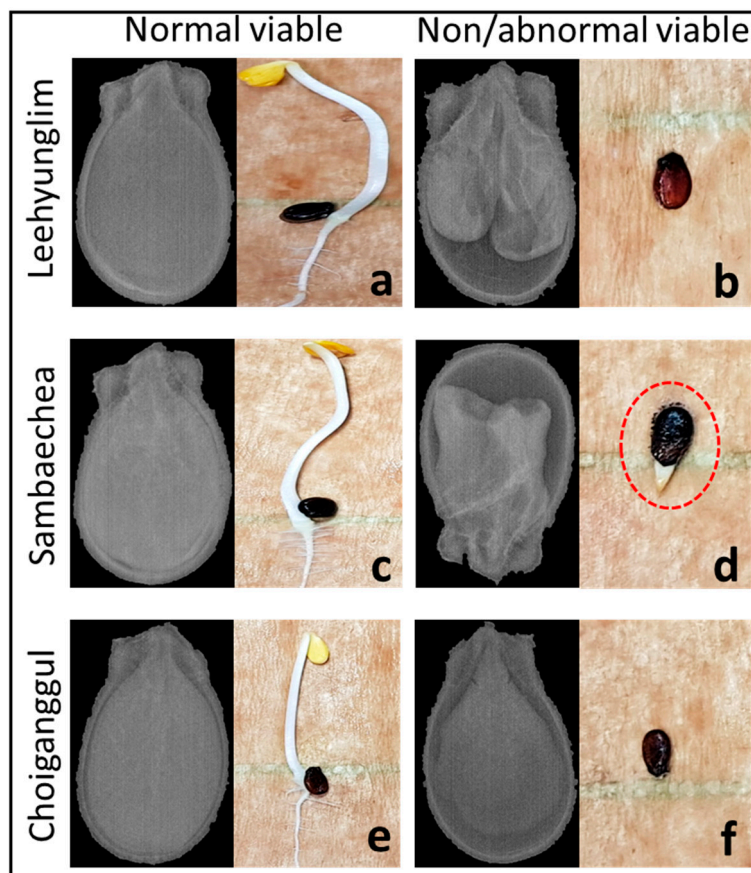 Normal viable Non/abnormal viable
Leehyunglim
a
b
Sambaechea
c
d
Choiganggul
e
f